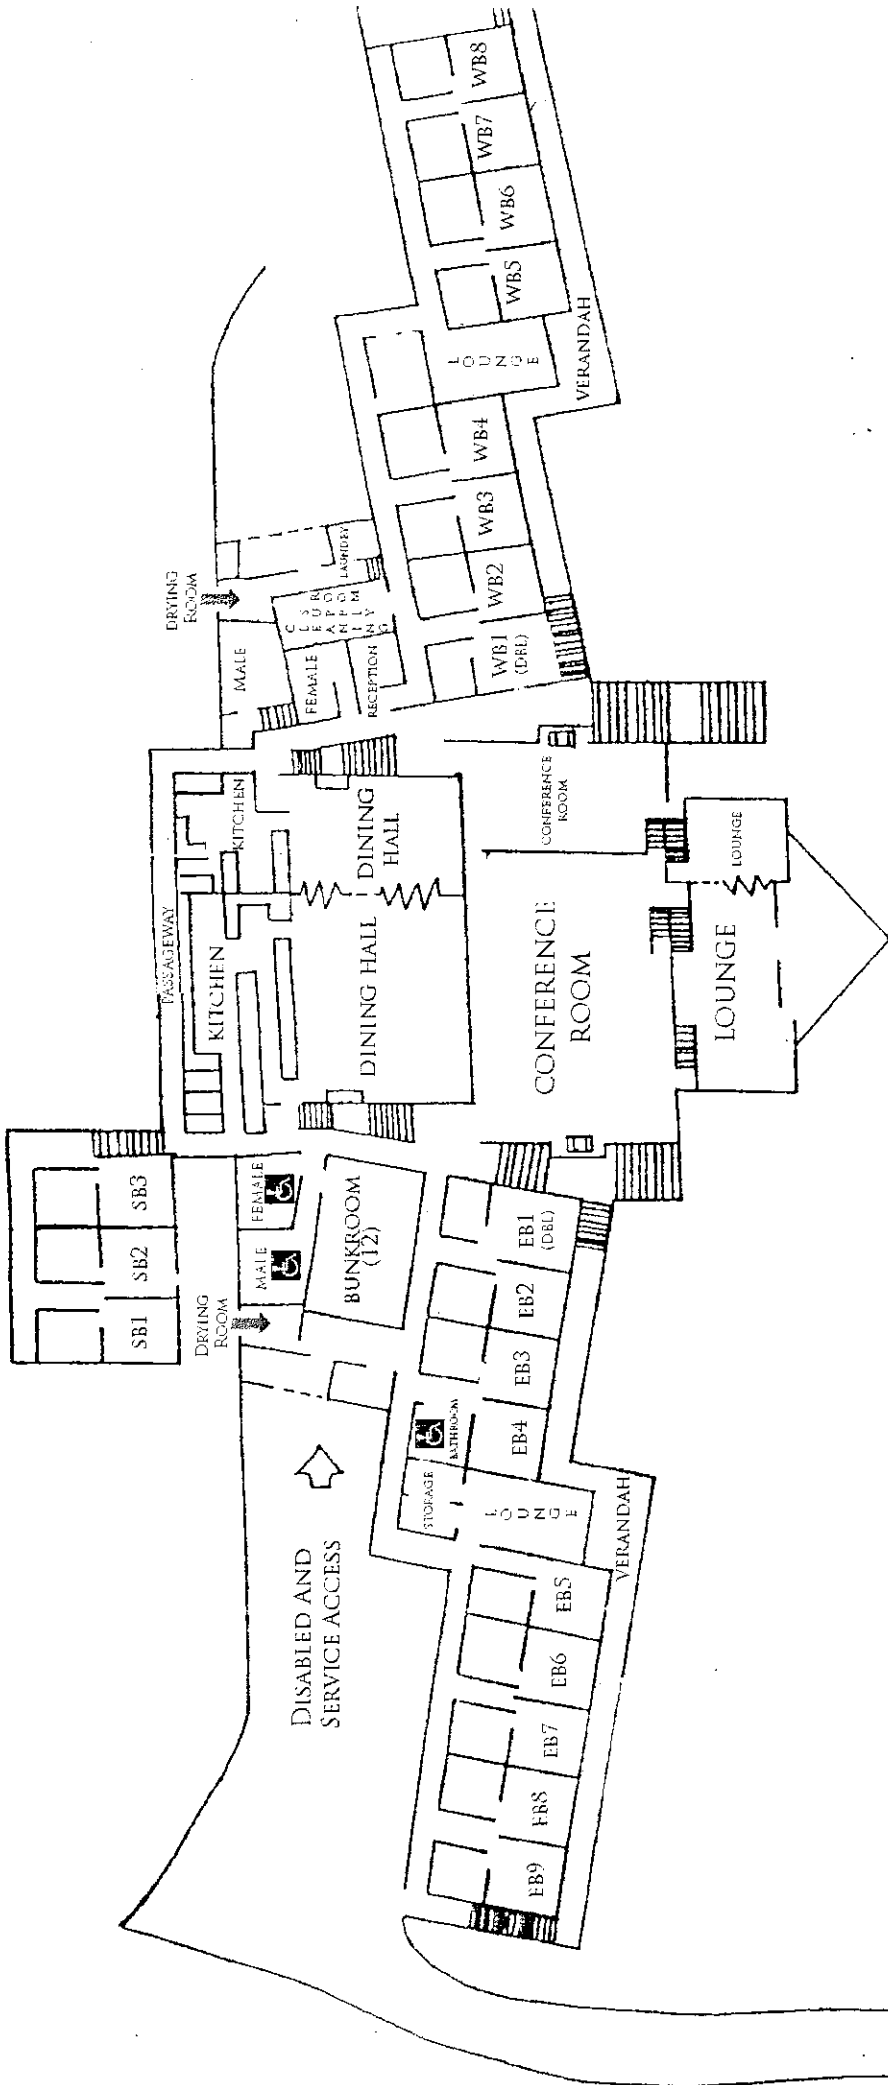 SB1
SB2
SB3
PASSAGEWAY
KITCHEN
KITCHEN
DRYING
ROOM
MALE
FEMALE
DRYING
ROOM
MALE
FEMALE
LAUNDRY
RECEPTION
BUNKROOM
(12)
DINING HALL
DINING
HALL
DISABLED AND
SERVICE ACCESS
STORAGE
BATHROOM
EB9
EB8
EB7
EB6
EB5
LOUNGE
EB4
EB3
EB2
EB1
(DBL)
VERANDAH
CONFERENCE
ROOM
CONFERENCE
ROOM
LOUNGE
LOUNGE
WB1
(DBL)
WB2
WB3
WB4
LOUNGE
WB5
WB6
WB7
WB8
VERANDAH